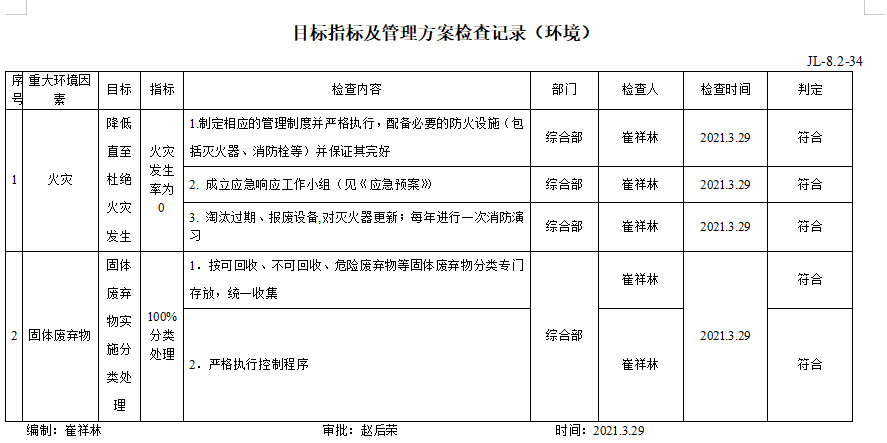 目标指标及管理方案检查记录（环境）
JL-8.2-34
序号 重大环境因素 目标 指标 检查内容 部门 检查人 检查时间 判定
1 火灾 降低直至杜绝火灾发生 火灾发生率为0
1.制定相应的管理制度并严格执行，配备必要的防火设施（包
括灭火器、消防栓等）并保证其完好 综合部 崔祥林 2021.3.29 符合
2. 成立应急响应工作小组（见《应急预案》） 综合部 崔祥林 2021.3.29 符合
3. 淘汰过期、报废设备,对灭火器更新；每年进行一次消防演
习 综合部 崔祥林 2021.3.29 符合
2 固体废弃物 固体废弃物实施分类处理 100%分类处理
1．按可回收、不可回收、危险废弃物等固体废弃物分类专门
存放，统一收集 综合部 崔祥林 2021.3.29 符合
2．严格执行控制程序 崔祥林 符合
编制：崔祥林 审批：赵后荣 时间：2021.3.29